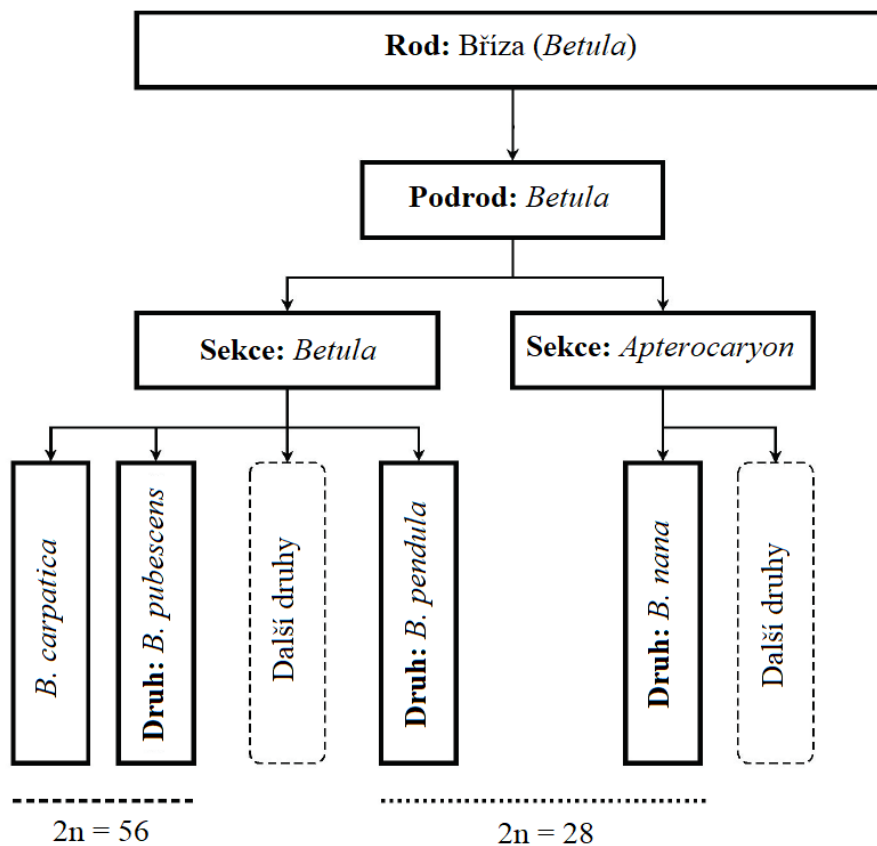 Rod: Bříza (Betula)
Podrod: Betula
Sekce: Betula
Sekce: Apterocaryon
B. carpatica
Druh: B. pubescens
Další druhy
Druh: B. pendula
Druh: B. nana
Další druhy
2n = 56
2n = 28